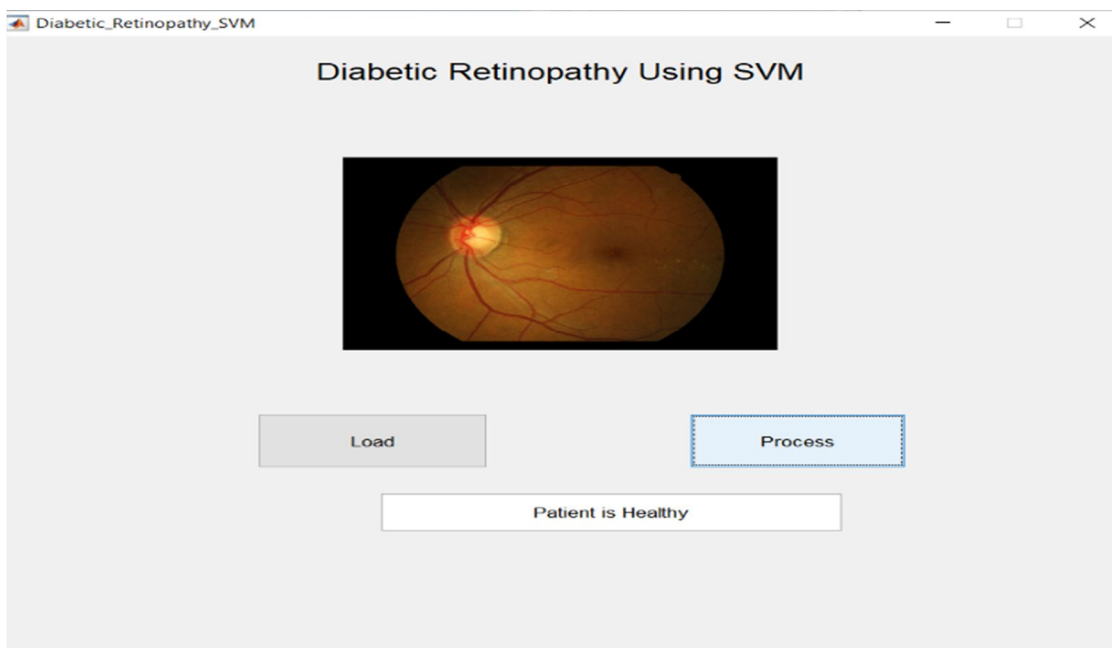 Diabetic_Retinopathy_SVM
Diabetic Retinopathy Using SVM
Load
Process
Patient is Healthy